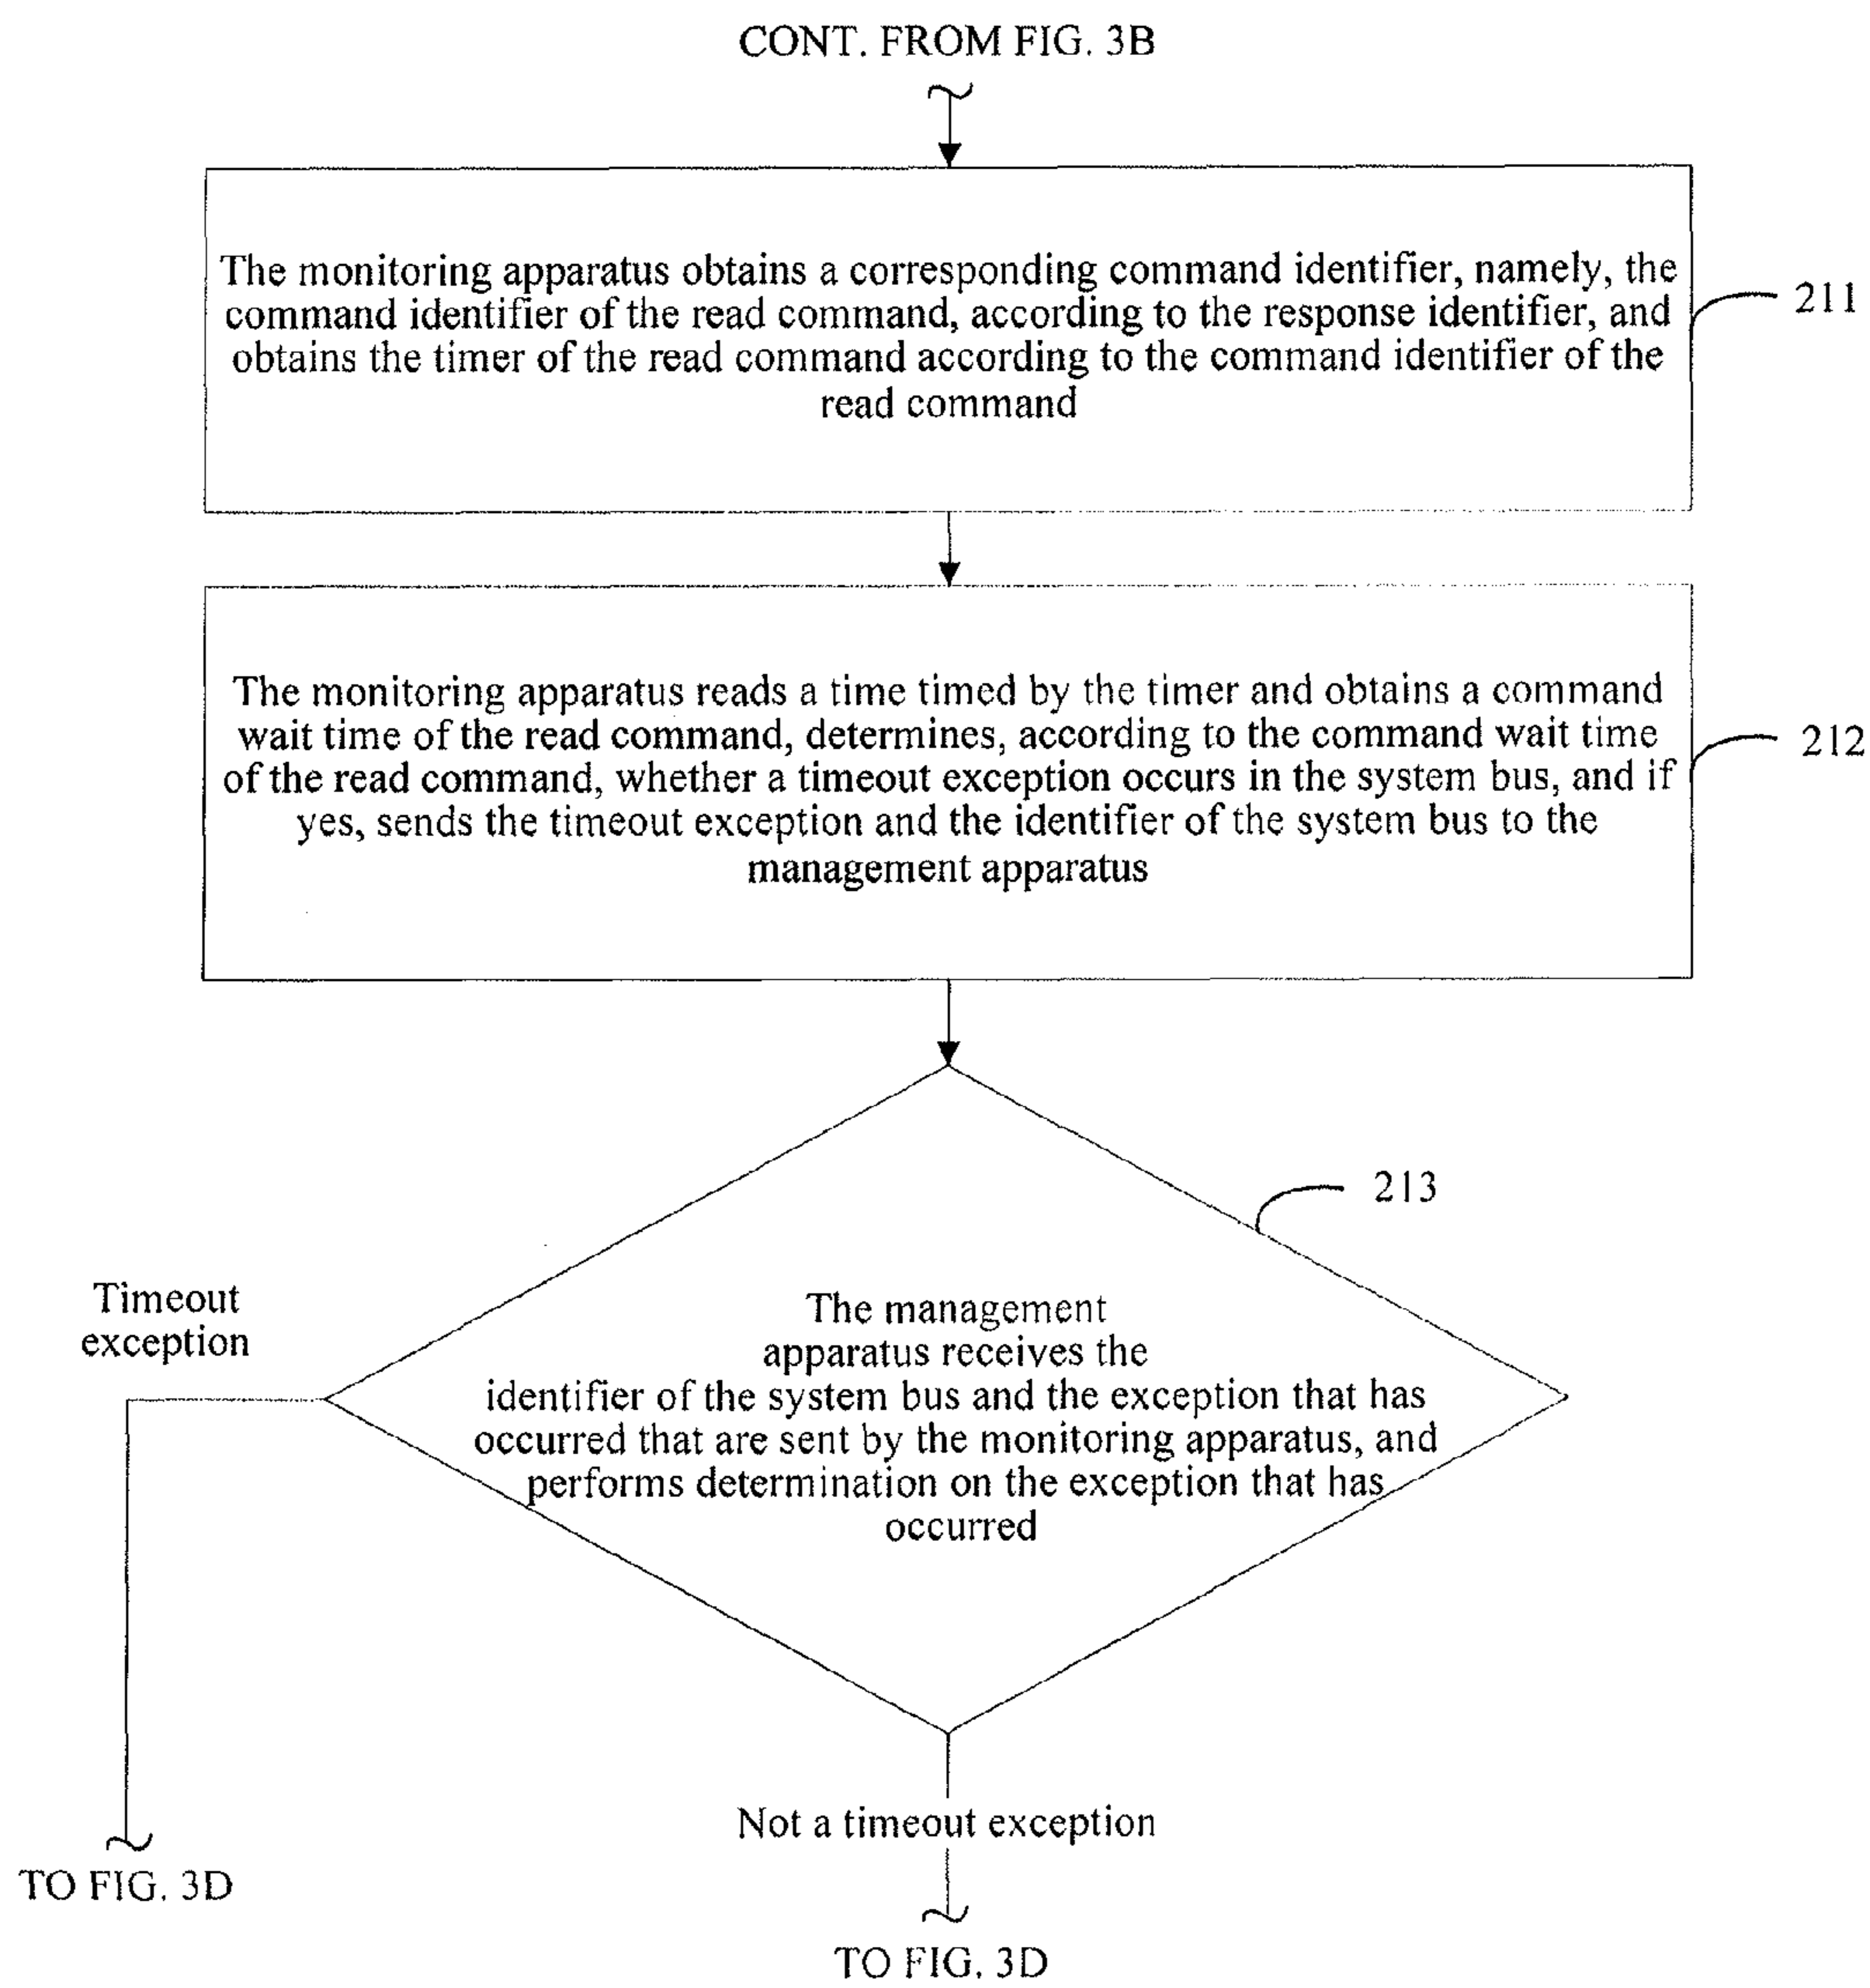 CONT. FROM FIG. 3B
The monitoring apparatus obtains a corresponding command identifier, namely, the
command identifier of the read command, according to the response identifier, and
obtains the timer of the read command according to the command identifier of the
read command
211
The monitoring apparatus reads a time timed by the timer and obtains a command
wait time of the read command, determines, according to the command wait time
of the read command, whether a timeout exception occurs in the system bus, and if
yes, sends the timeout exception and the identifier of the system bus to the
management apparatus
212
213
Timeout
exception
The management
apparatus receives the
identifier of the system bus and the exception that has
occurred that are sent by the monitoring apparatus, and
performs determination on the exception that has
occurred
Not a timeout exception
TO FIG. 3D
TO FIG. 3D